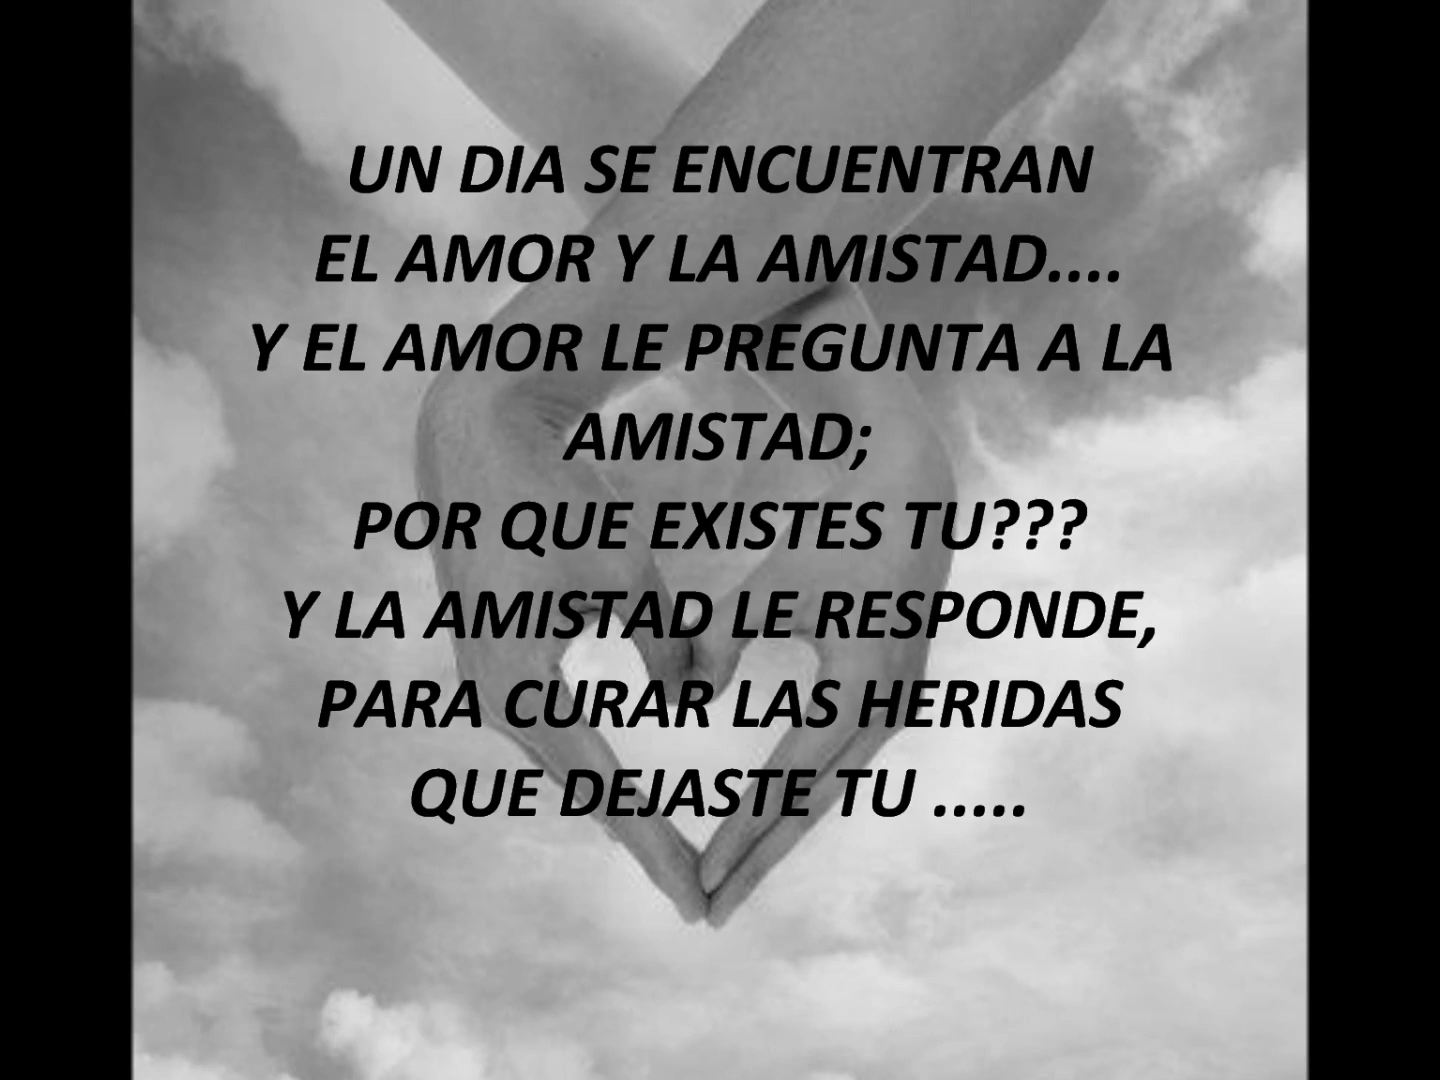 UN DIA SE ENCUENTRAN
EL AMOR Y LA AMISTAD....
Y EL AMOR LE PREGUNTA A LA
AMISTAD;
POR QUE EXISTES TU???
Y LA AMISTAD LE RESPONDE,
PARA CURAR LAS HERIDAS
QUE DEJASTE TU .....